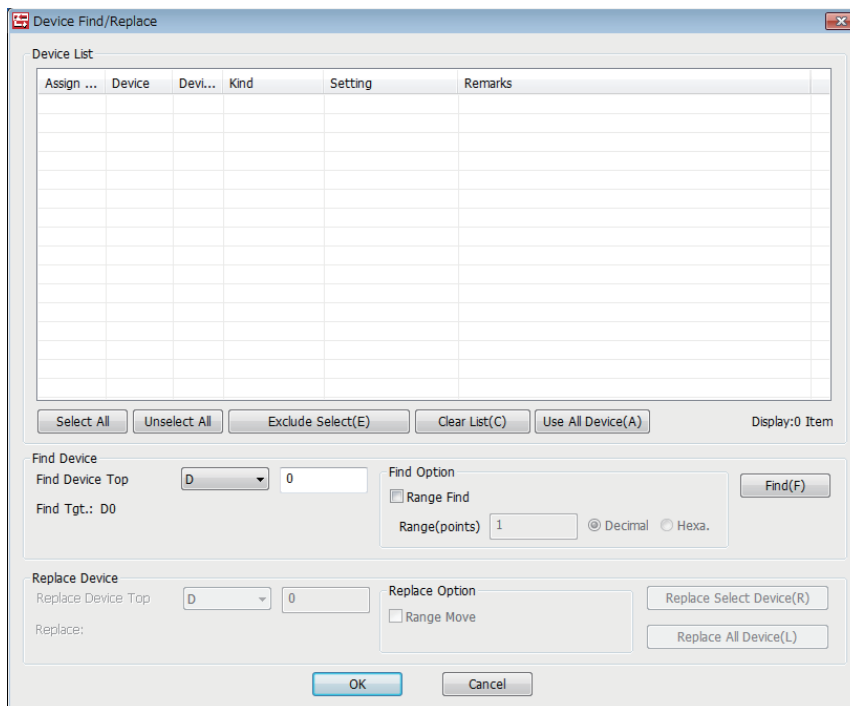 Device Find/Replace
Device List
Assign ... Device Devi... Kind Setting Remarks
Select All Unselect All Exclude Select(E) Clear List(C) Use All Device(A) Display:0 Item
Find Device
Find Device Top D 0
Find Tgt.: D0
Find Option
Range Find
Range(points) 1 Decimal Hexa.
Find(F)
Replace Device
Replace Device Top D 0
Replace:
Replace Option
Range Move
Replace Select Device(R)
Replace All Device(L)
OK Cancel